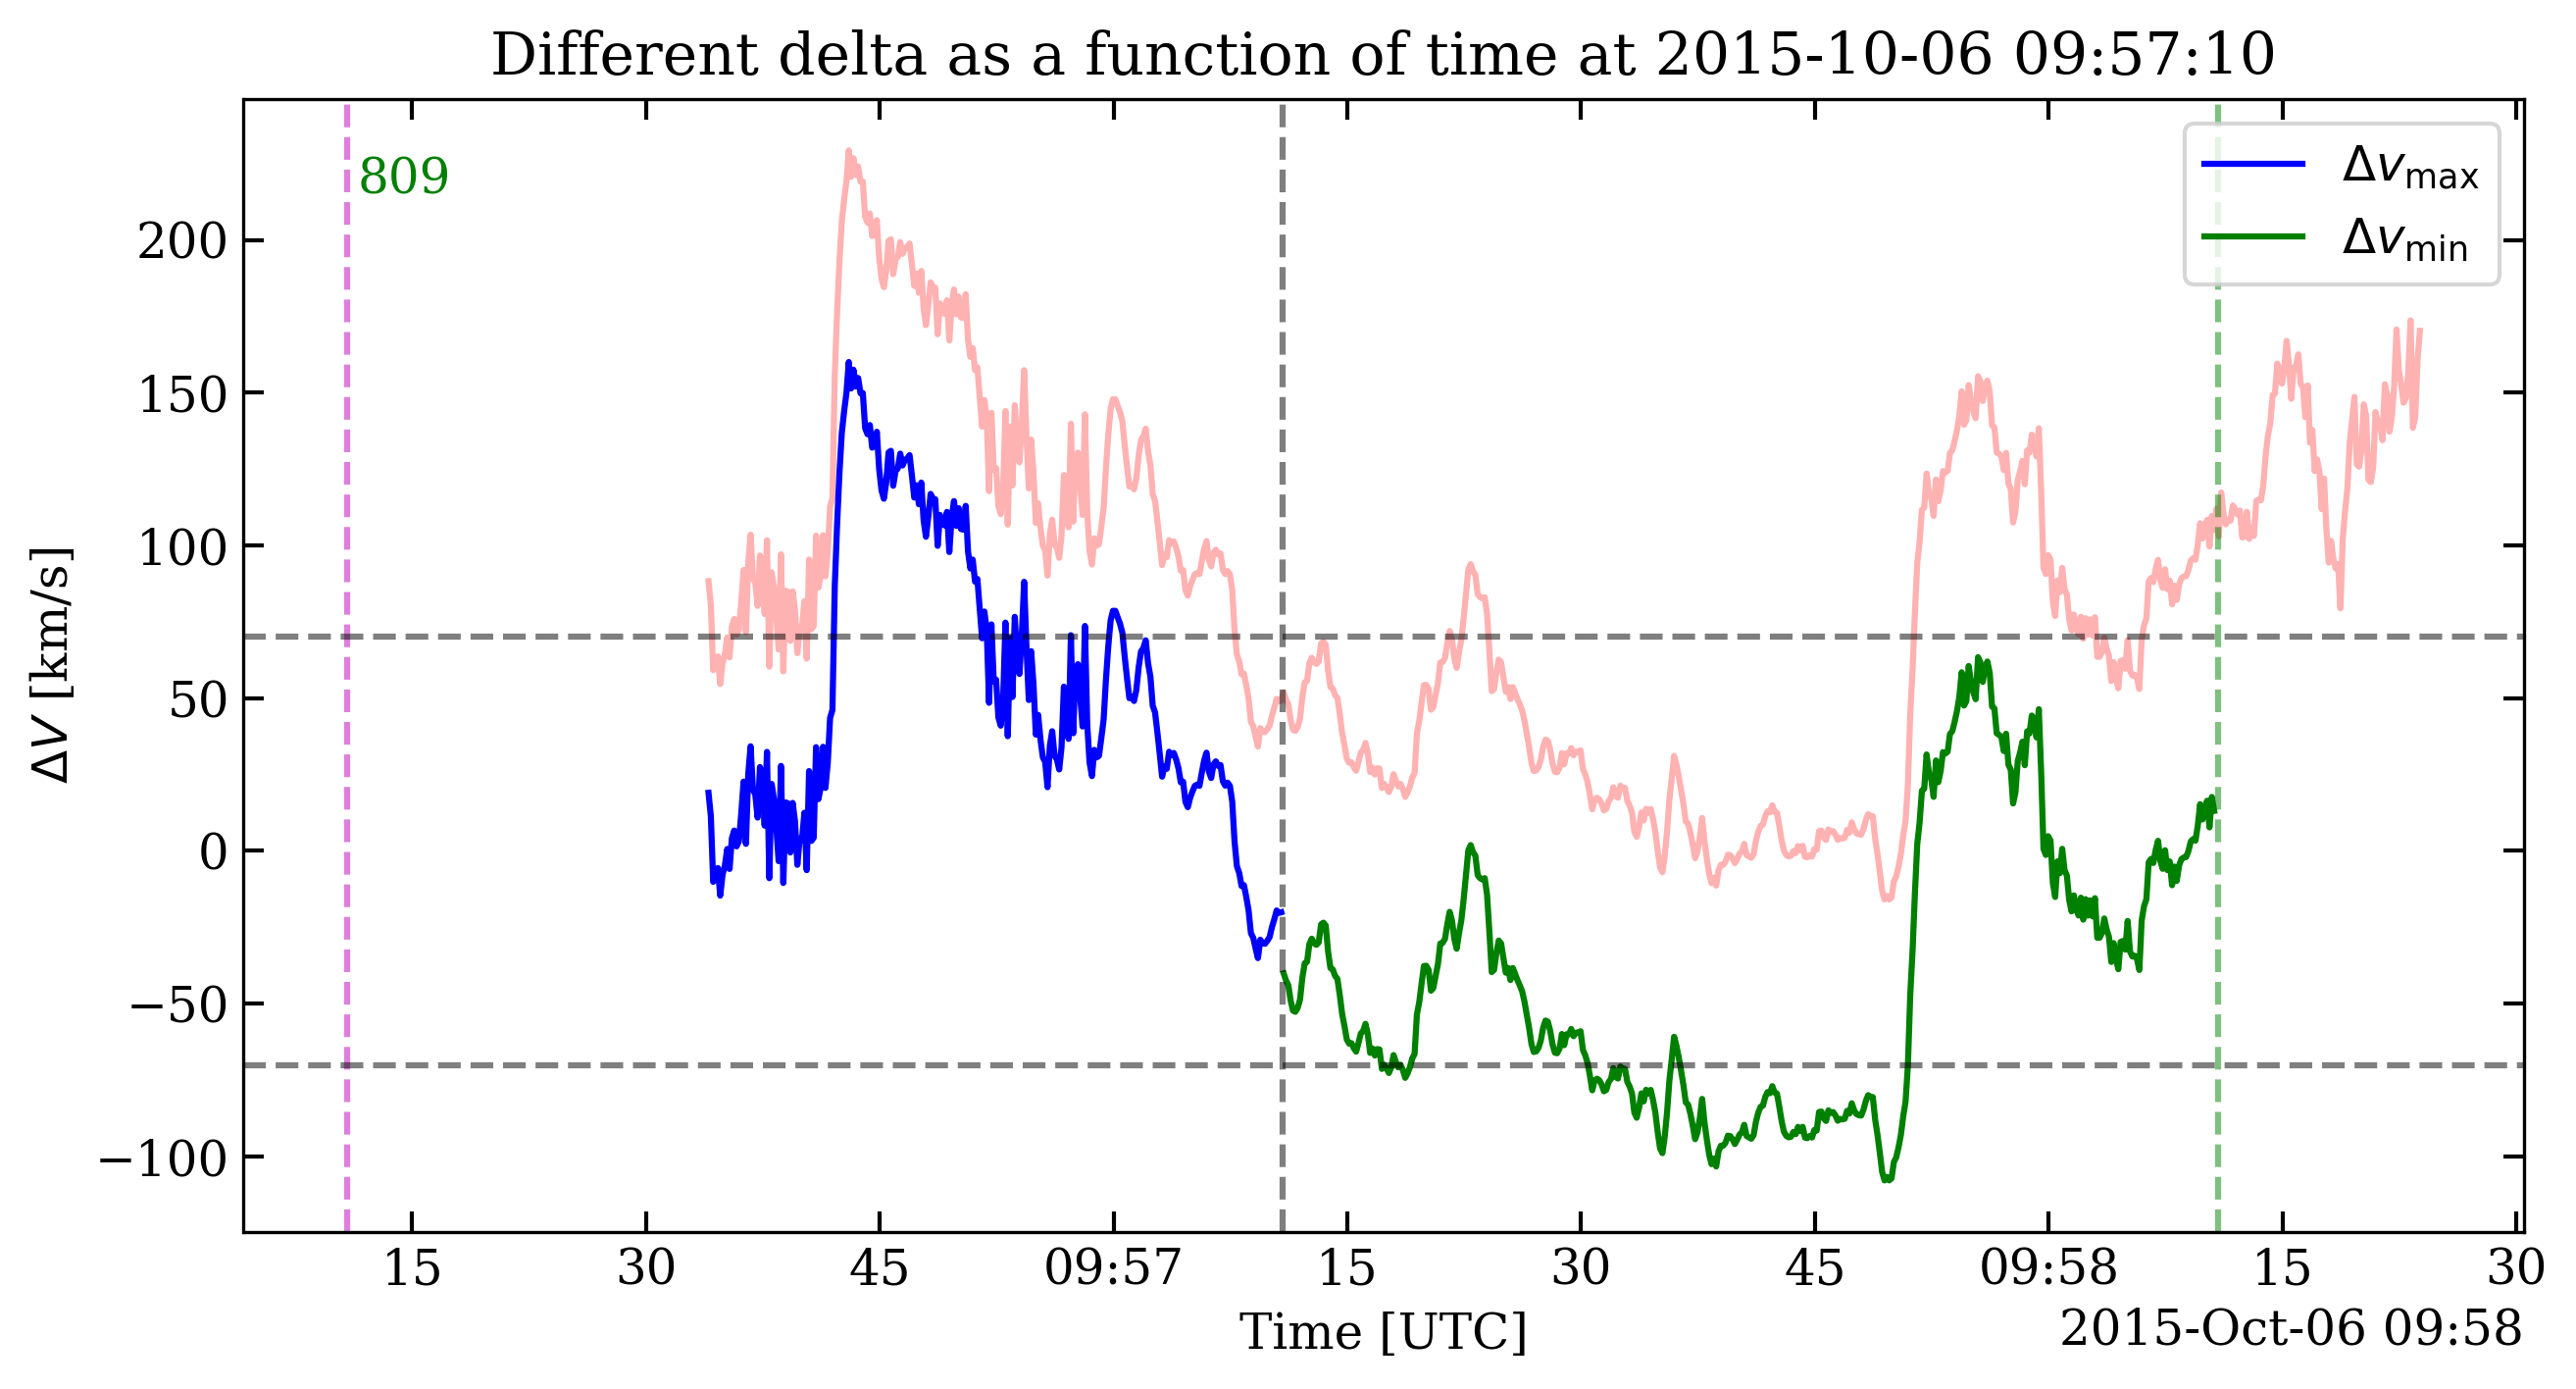 Different delta as a function of time at 2015-10-06 09:57:10
809
Δv_max
Δv_min
200
150
100
50
0
−50
−100
ΔV [km/s]
15 30 45 09:57 15 30 45 09:58 15 30
Time [UTC]
2015-Oct-06 09:58